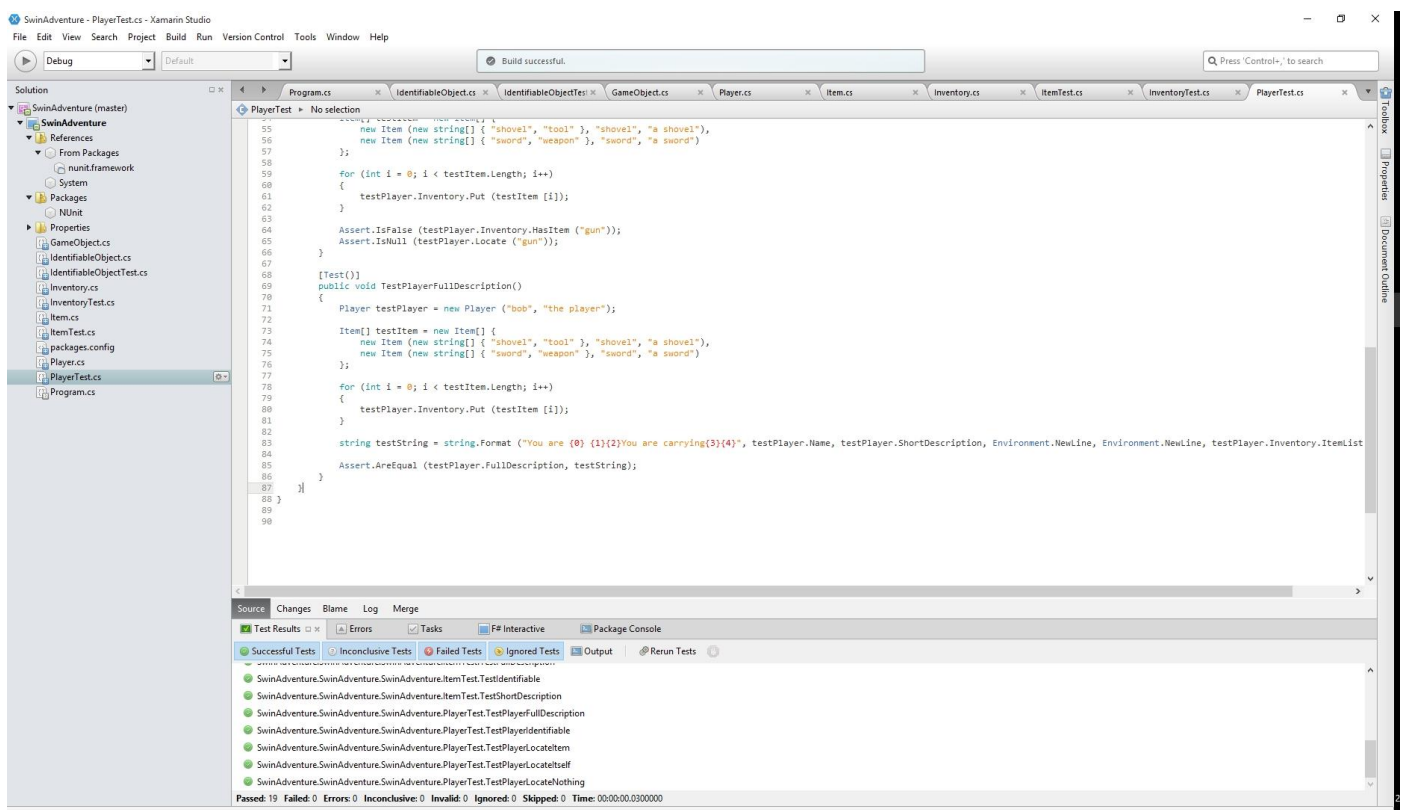 SwinAdventure - PlayerTest.cs - Xamarin Studio
File Edit View Search Project Build Run Version Control Tools Window Help
Debug Default Build successful. Press 'Control+,' to search
Solution
SwinAdventure (master)
SwinAdventure
References
From Packages
nunit.framework
System
Packages
NUnit
Properties
GameObject.cs
IdentifiableObject.cs
IdentifiableObjectTest.cs
Inventory.cs
InventoryTest.cs
Item.cs
ItemTest.cs
packages.config
Player.cs
PlayerTest.cs
Program.cs
Program.cs IdentifiableObject.cs IdentifiableObjectTest GameObject.cs Player.cs Item.cs Inventory.cs ItemTest.cs InventoryTest.cs PlayerTest.cs
PlayerTest No selection
55 new Item (new string[] { "shovel", "tool" }, "shovel", "a shovel"),
56 new Item (new string[] { "sword", "weapon" }, "sword", "a sword")
57 };
58
59 for (int i = 0; i < testItem.Length; i++)
60 {
61 testPlayer.Inventory.Put (testItem [i]);
62 }
63
64 Assert.IsFalse (testPlayer.Inventory.HasItem ("gun"));
65 Assert.IsNull (testPlayer.Locate ("gun"));
66 }
67
68 [Test()]
69 public void TestPlayerFullDescription()
70 {
71 Player testPlayer = new Player ("bob", "the player");
72
73 Item[] testItem = new Item[] {
74 new Item (new string[] { "shovel", "tool" }, "shovel", "a shovel"),
75 new Item (new string[] { "sword", "weapon" }, "sword", "a sword")
76 };
77
78 for (int i = 0; i < testItem.Length; i++)
79 {
80 testPlayer.Inventory.Put (testItem [i]);
81 }
82
83 string testString = string.Format ("You are {0} {1}{2}You are carrying{3}{4}", testPlayer.Name, testPlayer.ShortDescription, Environment.NewLine, Environment.NewLine, testPlayer.Inventory.ItemList
84
85 Assert.AreEqual (testPlayer.FullDescription, testString);
86 }
87 }
88 }
89
90
Toolbox
Properties
Document Outline
Source Changes Blame Log Merge
Test Results Errors Tasks F# Interactive Package Console
Successful Tests Inconclusive Tests Failed Tests Ignored Tests Output Rerun Tests
SwinAdventure.SwinAdventure.SwinAdventure.ItemTest.TestIdentifiable
SwinAdventure.SwinAdventure.SwinAdventure.ItemTest.TestShortDescription
SwinAdventure.SwinAdventure.SwinAdventure.PlayerTest.TestPlayerFullDescription
SwinAdventure.SwinAdventure.SwinAdventure.PlayerTest.TestPlayerIdentifiable
SwinAdventure.SwinAdventure.SwinAdventure.PlayerTest.TestPlayerLocateItem
SwinAdventure.SwinAdventure.SwinAdventure.PlayerTest.TestPlayerLocateItself
SwinAdventure.SwinAdventure.SwinAdventure.PlayerTest.TestPlayerLocateNothing
Passed: 19 Failed: 0 Errors: 0 Inconclusive: 0 Invalid: 0 Ignored: 0 Skipped: 0 Time: 00:00:00.0300000